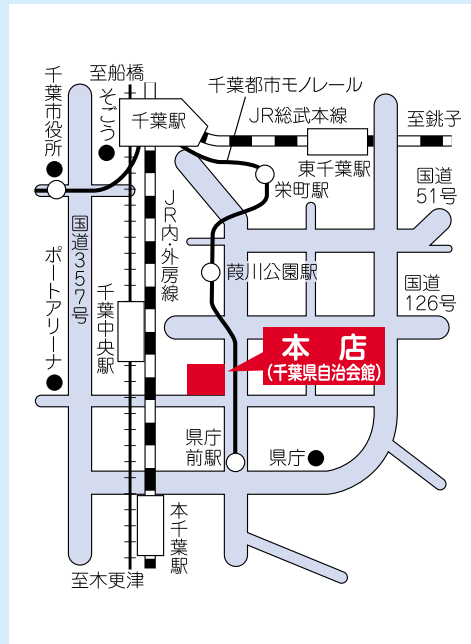 至船橋
千葉市役所
そごう
千葉駅
千葉都市モノレール
JR総武本線
至銚子
東千葉駅
栄町駅
国道
51号
JR内・外房線
国道357号
ポートアリーナ
千葉中央駅
葭川公園駅
国道
126号
本店
(千葉県自治会館)
県庁
前駅
県庁
本千葉駅
至木更津